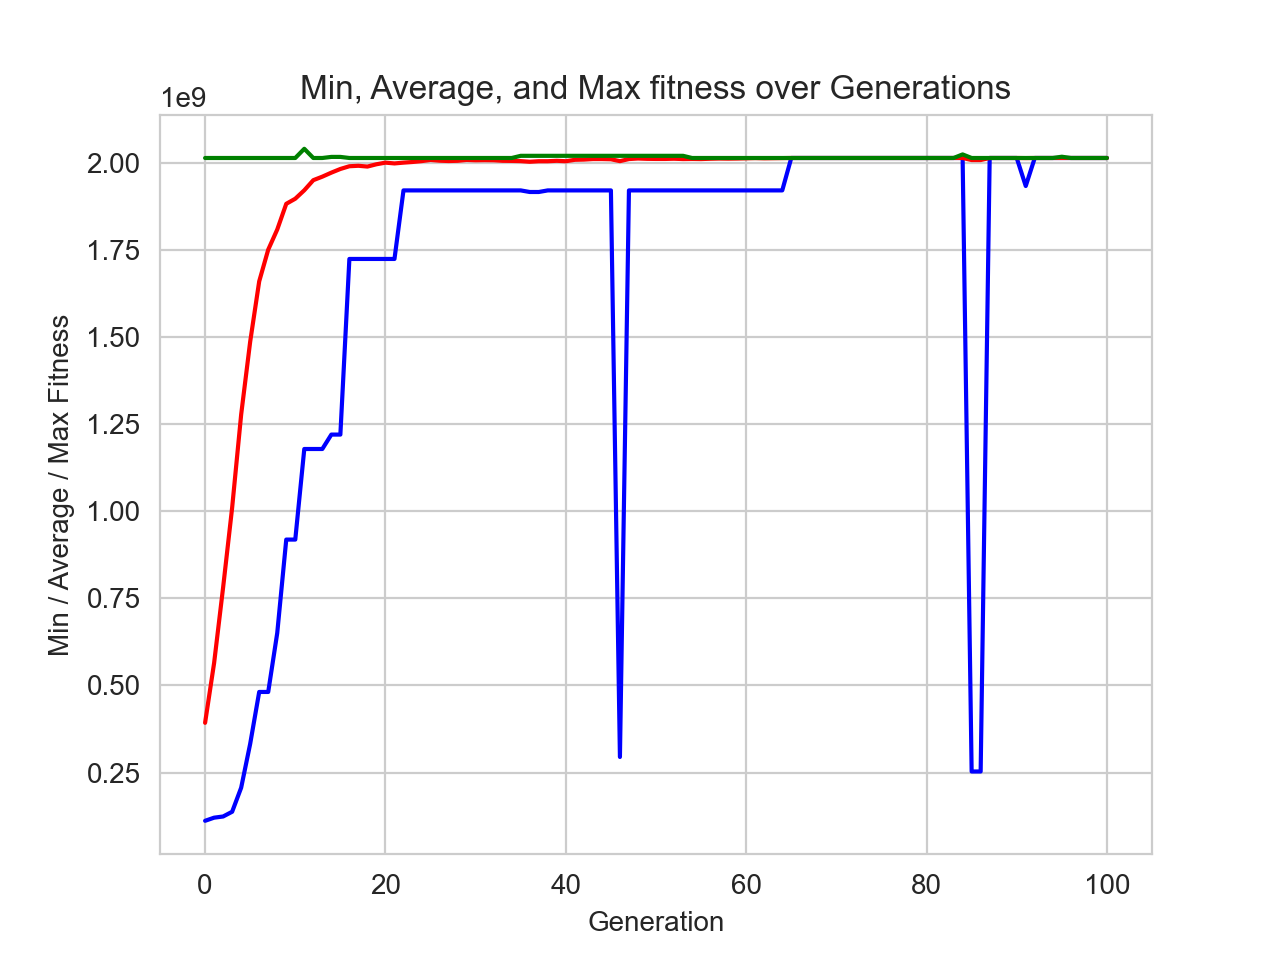 Min, Average, and Max fitness over Generations
1e9
2.00
1.75
1.50
1.25
1.00
0.75
0.50
0.25
Min / Average / Max Fitness
0 20 40 60 80 100
Generation